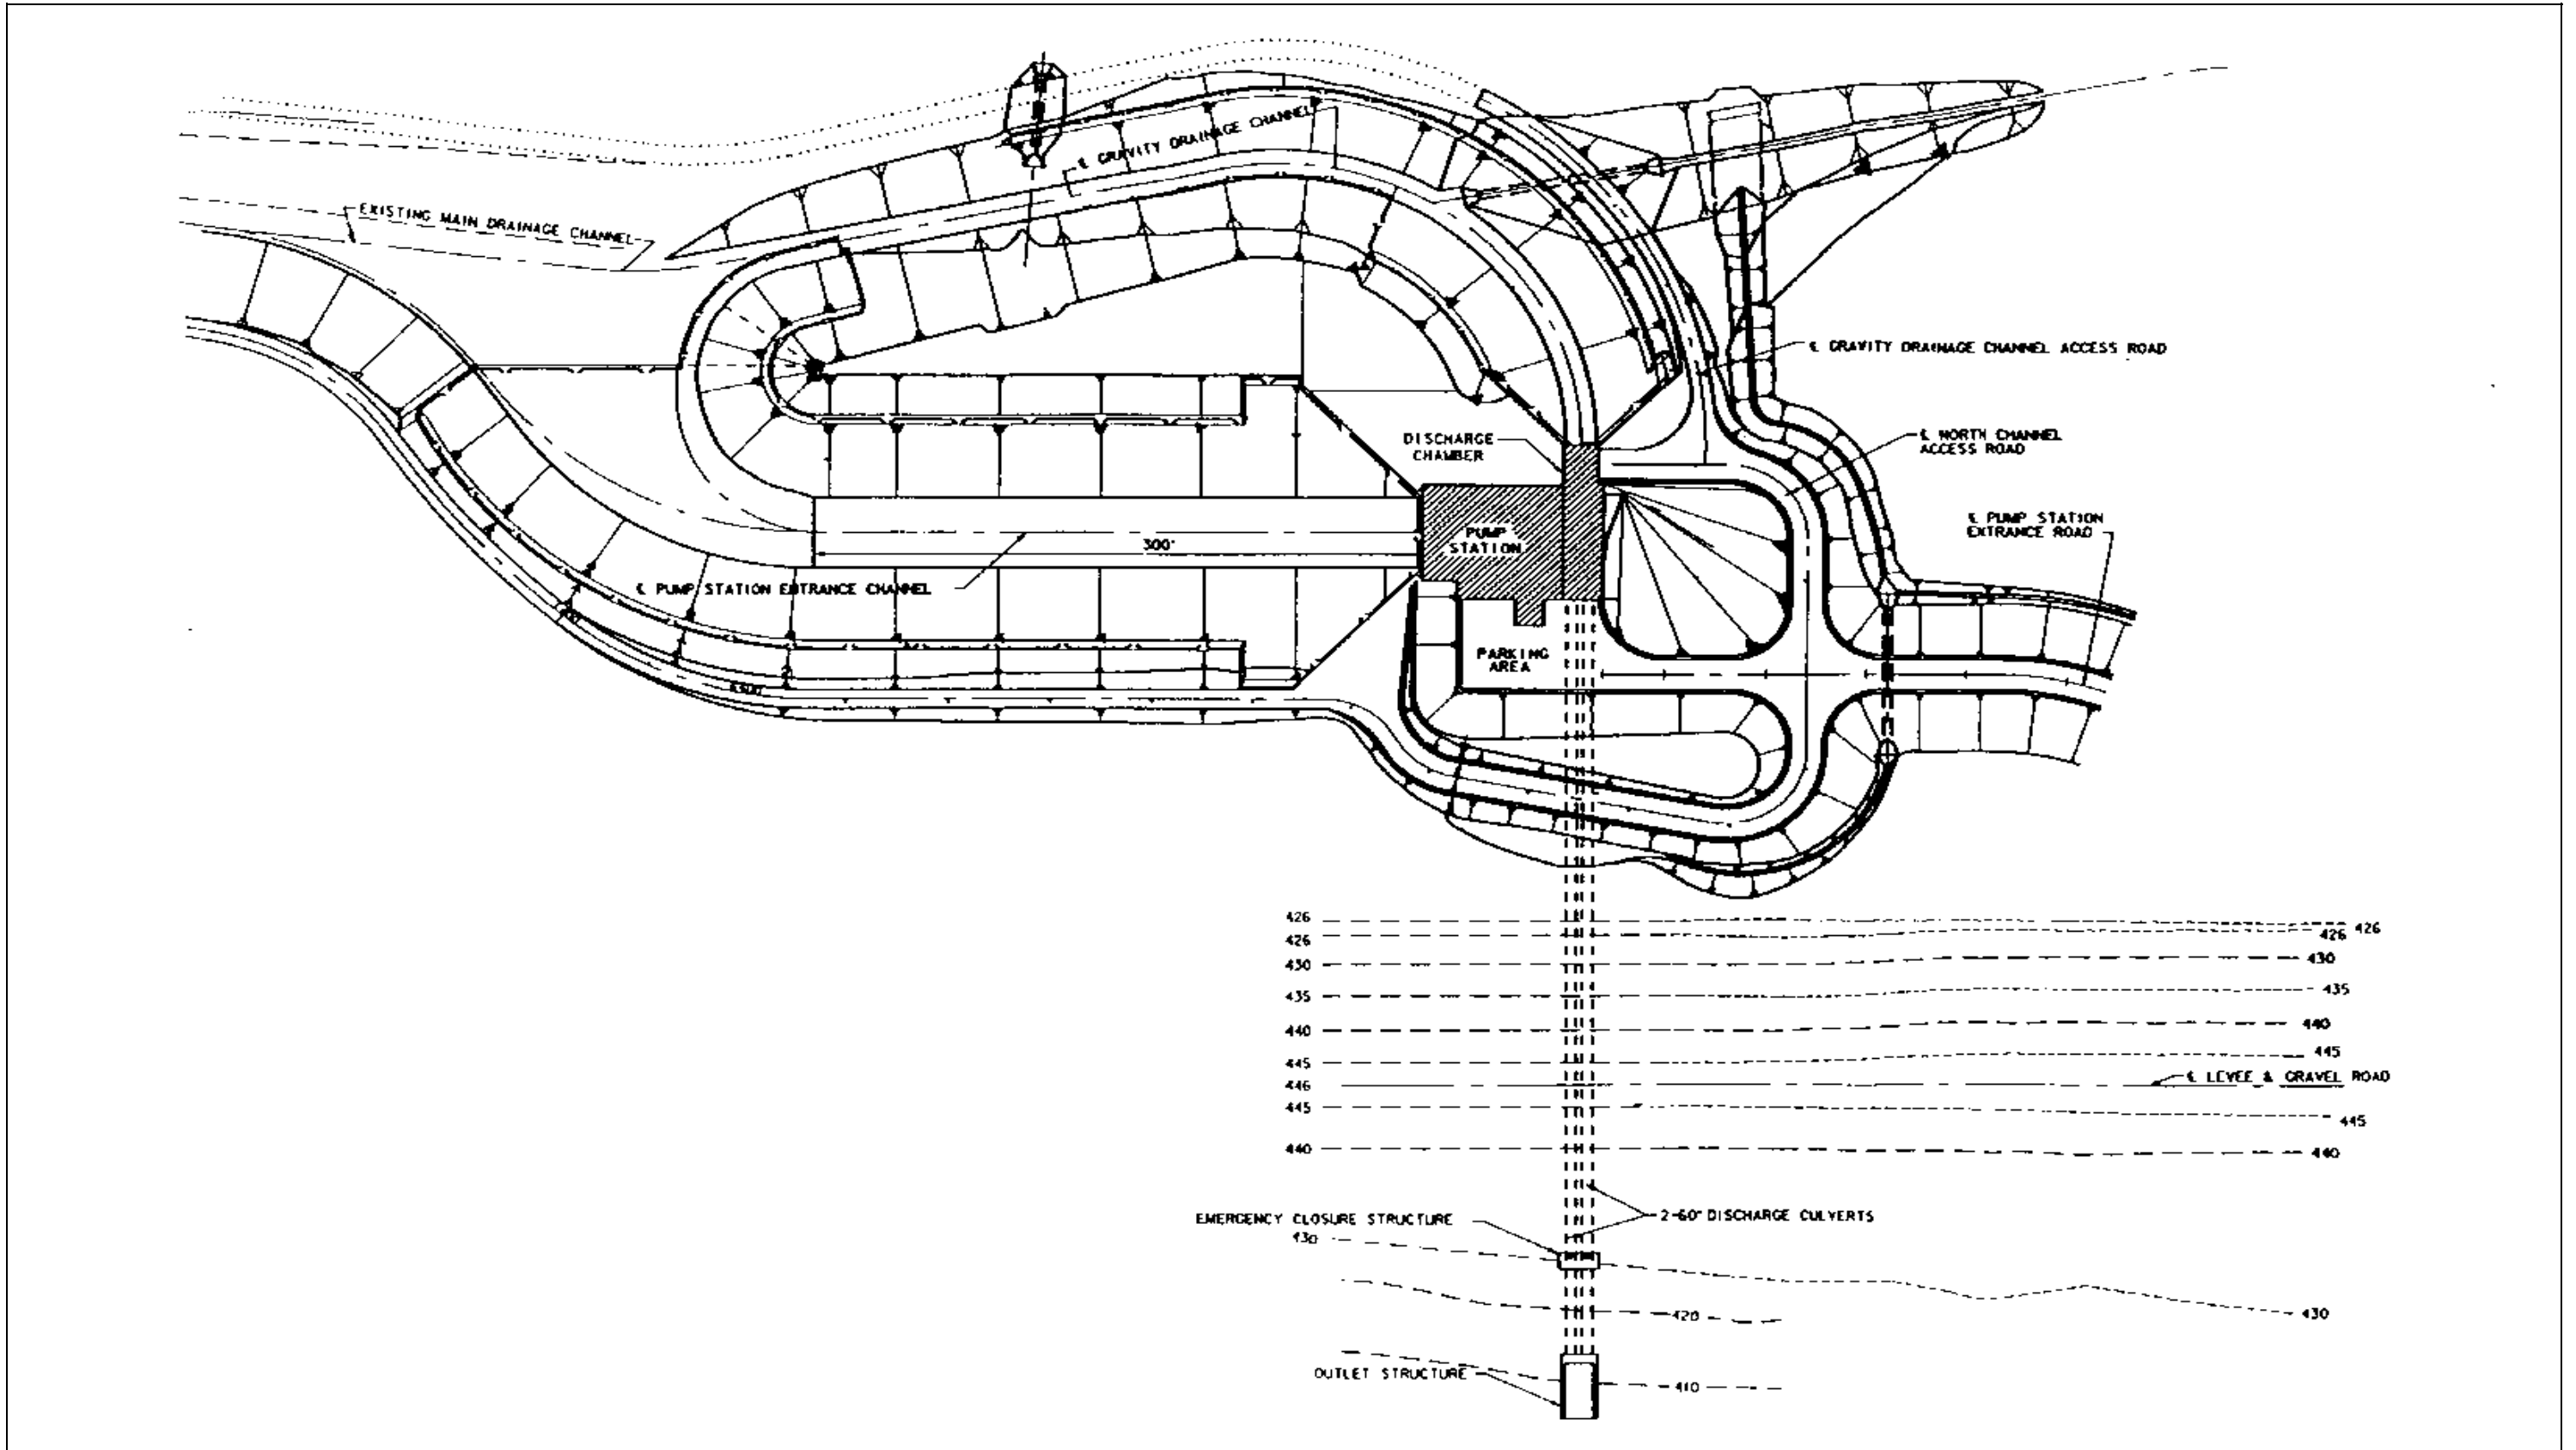 ℄ GRAVITY DRAINAGE CHANNEL
EXISTING MAIN DRAINAGE CHANNEL
℄ GRAVITY DRAINAGE CHANNEL ACCESS ROAD
DISCHARGE
CHAMBER
℄ NORTH CHANNEL
ACCESS ROAD
℄ PUMP STATION
ENTRANCE ROAD
PUMP
STATION
300'
℄ PUMP STATION ENTRANCE CHANNEL
PARKING
AREA
426 426
426 426
430 430
435 435
440 440
445 445
446 ℄ LEVEE & GRAVEL ROAD
445 445
440 440
EMERGENCY CLOSURE STRUCTURE 2-60" DISCHARGE CULVERTS
430 430
420
OUTLET STRUCTURE 410